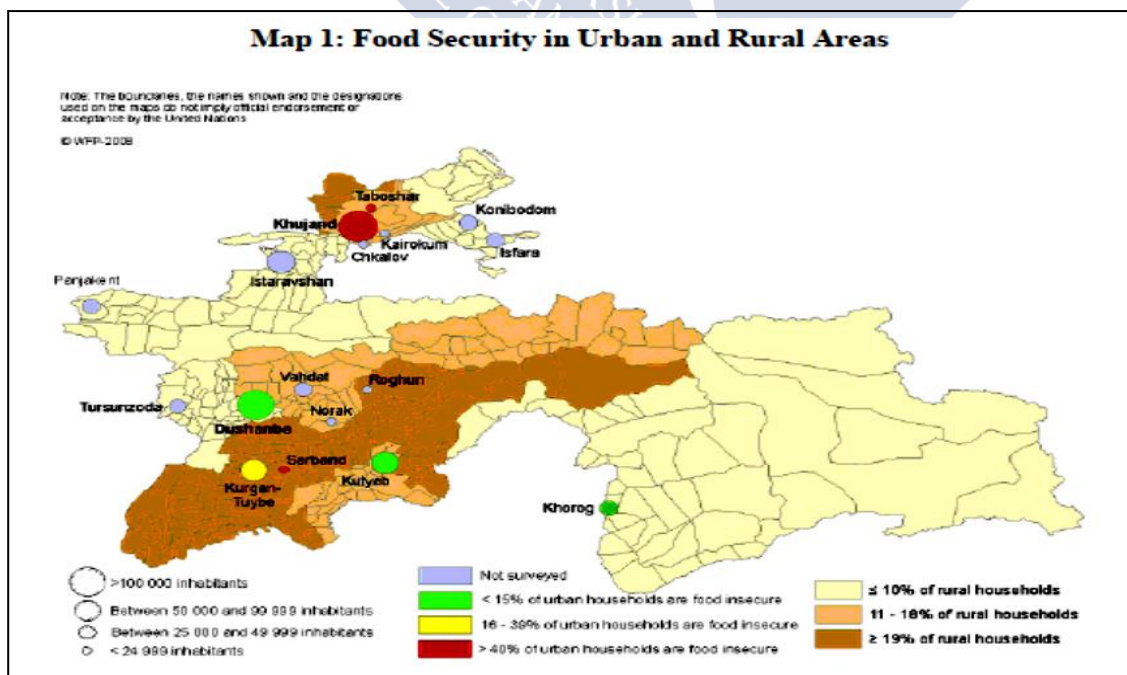 Map 1: Food Security in Urban and Rural Areas
Note: The boundaries, the names shown and the designations
used on the maps do not imply official endorsement or
acceptance by the United Nations
© WFP-2008
Taboshar
Konibodom
Khujand
Kairokum
Isfara
Chkalov
Istaravshan
Panjakent
Vahdat
Roghun
Tursunzoda
Norak
Dushanbe
Sarband
Kulyab
Kurgan-
Tuybe
Khorog
>100 000 inhabitants
Between 50 000 and 99 999 inhabitants
Between 25 000 and 49 999 inhabitants
< 24 999 inhabitants
Not surveyed
< 15% of urban households are food insecure
16 - 39% of urban households are food insecure
> 40% of urban households are food insecure
≤ 10% of rural households
11 - 18% of rural households
≥ 19% of rural households